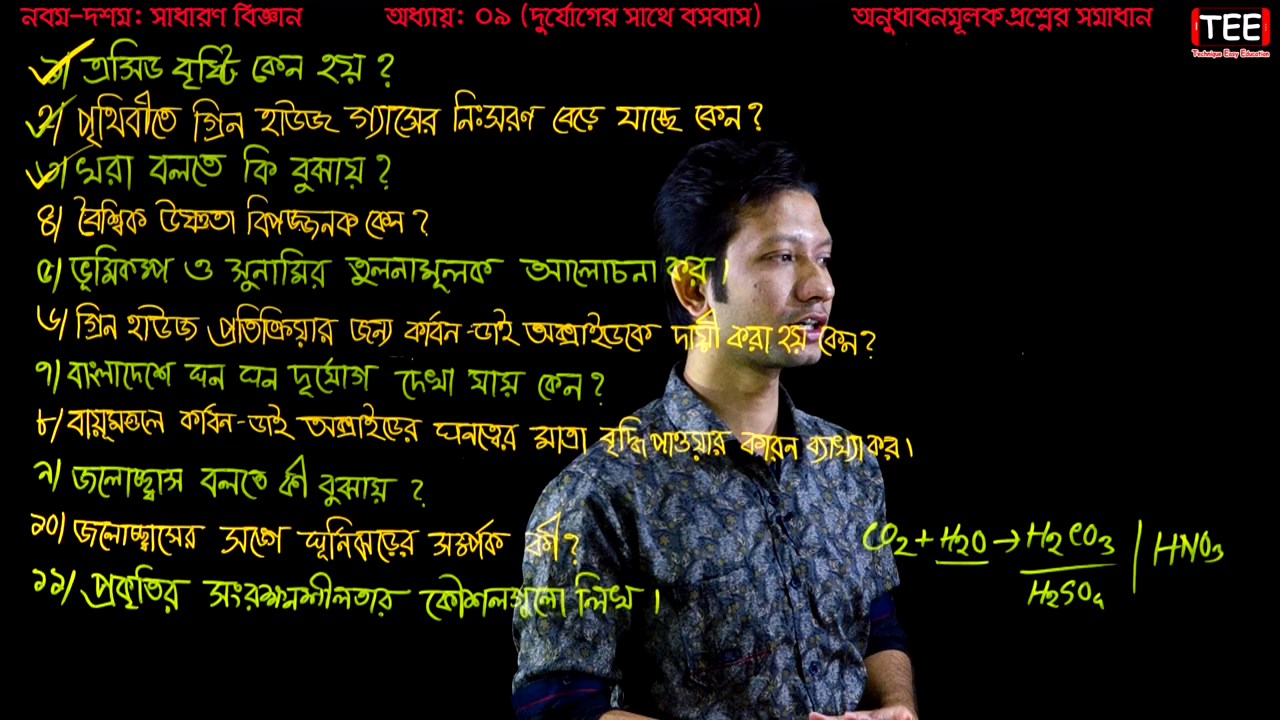 নবম-দশম: সাধারণ বিজ্ঞান অধ্যায়: ০৯ (দুর্যোগের সাথে বসবাস) অনুধাবনমূলক প্রশ্নের সমাধান
TEE
Technique Easy Education
১) এসিড বৃষ্টি কেন হয় ?
২) পৃথিবীতে গ্রিন হাউজ গ্যাসের নিঃসরণ বেড়ে যাচ্ছে কেন ?
৩) খরা বলতে কি বুঝায় ?
৪) বৈশ্বিক উষ্ণতা বিপজ্জনক কেন ?
৫) ভূমিকম্প ও সুনামির তুলনামূলক আলোচনা কর ।
৬) গ্রিন হাউজ প্রতিক্রিয়ার জন্য কার্বন-ডাই অক্সাইডকে দায়ী করা হয় কেন ?
৭) বাংলাদেশে ঘন ঘন দূর্যোগ দেখা যায় কেন ?
৮) বায়ূমন্ডলে কার্বন-ডাই অক্সাইডের ঘনত্বের মাত্রা বৃদ্ধি পাওয়ার কারন ব্যাখ্যা কর ।
৯) জলোচ্ছ্বাস বলতে কী বুঝায় ?
১০) জলোচ্ছ্বাসের সঙ্গে ঘূর্নিঝড়ের সম্পর্ক কী ?
১১) প্রকৃতির সংরক্ষনশীলতার কৌশলগুলো লিখ ।
CO2 + H2O → H2CO3 | HNO3
H2SO4